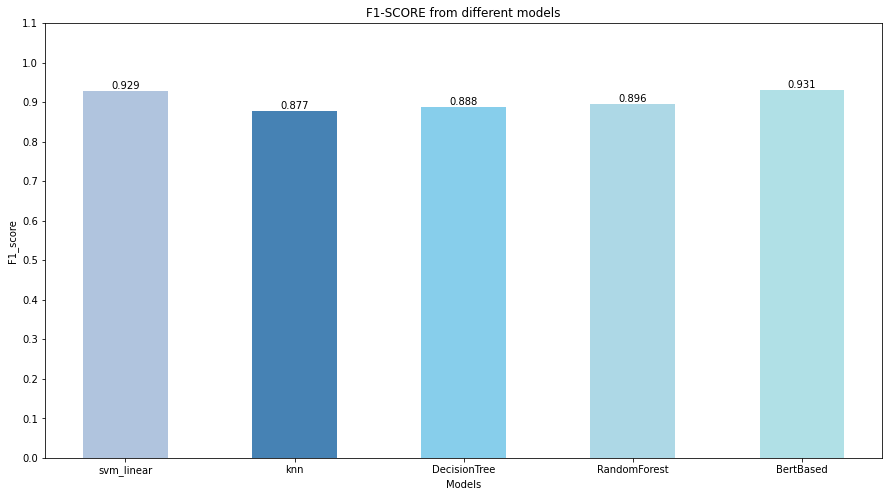 F1-SCORE from different models
1.1
1.0
0.9
0.8
0.7
0.6
0.5
0.4
0.3
0.2
0.1
0.0
F1_score
0.929
0.877
0.888
0.896
0.931
svm_linear
knn
DecisionTree
RandomForest
BertBased
Models